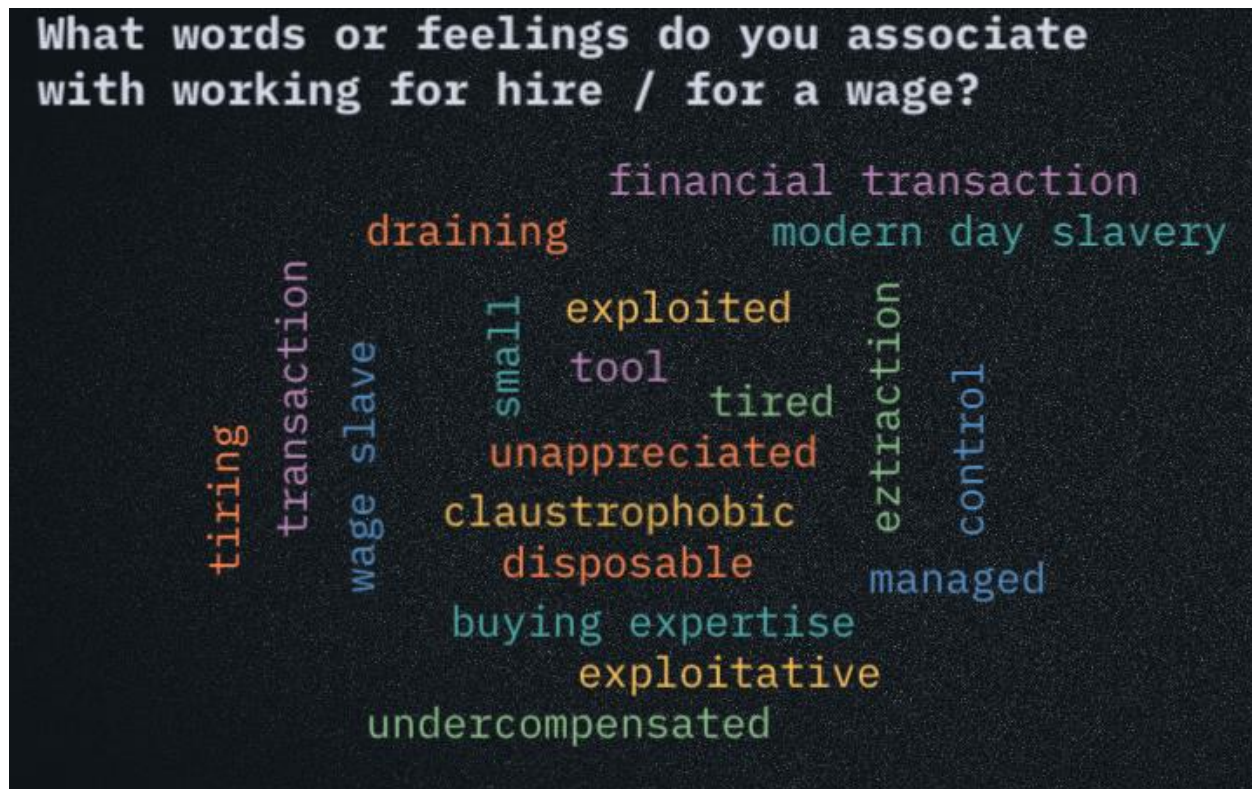 What words or feelings do you associate
with working for hire / for a wage?
financial transaction
draining
modern day slavery
transaction
small
exploited
eztraction
wage slave
tool
control
tired
tiring
unappreciated
claustrophobic
disposable
managed
buying expertise
exploitative
undercompensated